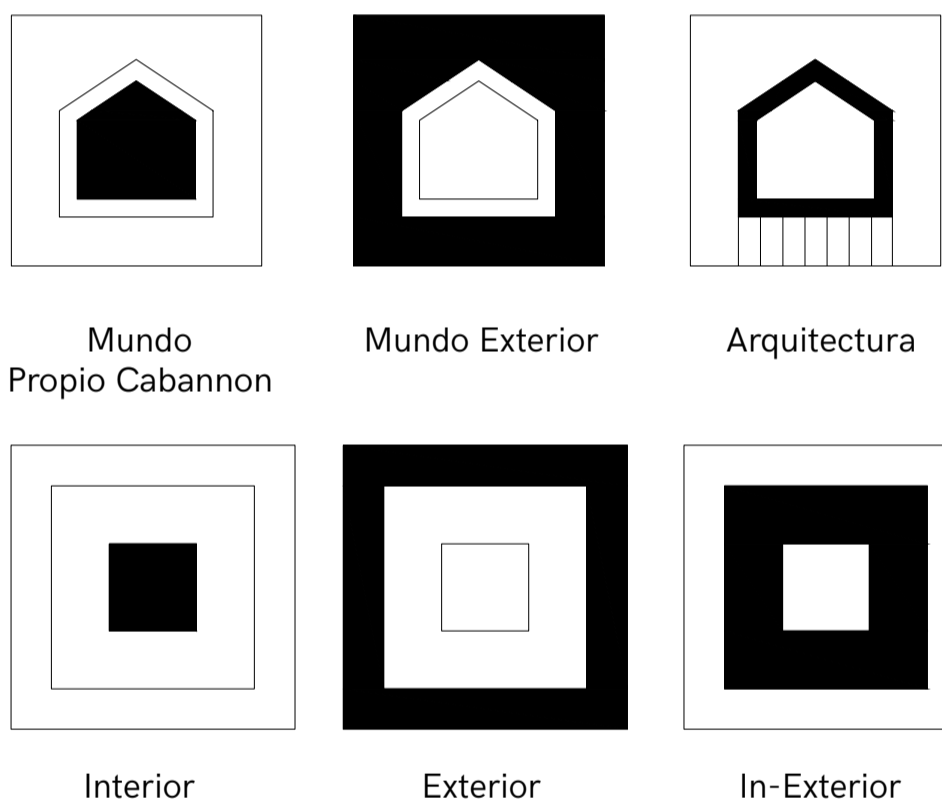 Mundo
Propio Cabannon
Mundo Exterior
Arquitectura
Interior
Exterior
In-Exterior